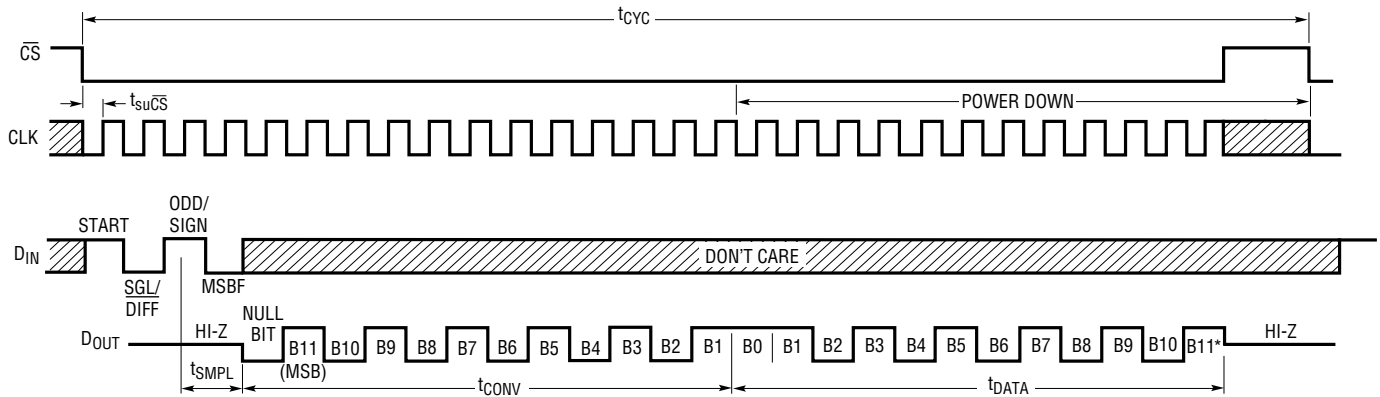 tCYC
CS
tsuCS
POWER DOWN
CLK
START
ODD/
SIGN
DIN
DON'T CARE
SGL/
DIFF
MSBF
DOUT
HI-Z
NULL
BIT
B11
(MSB)
B10
B9
B8
B7
B6
B5
B4
B3
B2
B1
B0
B1
B2
B3
B4
B5
B6
B7
B8
B9
B10
B11*
HI-Z
tSMPL
tCONV
tDATA